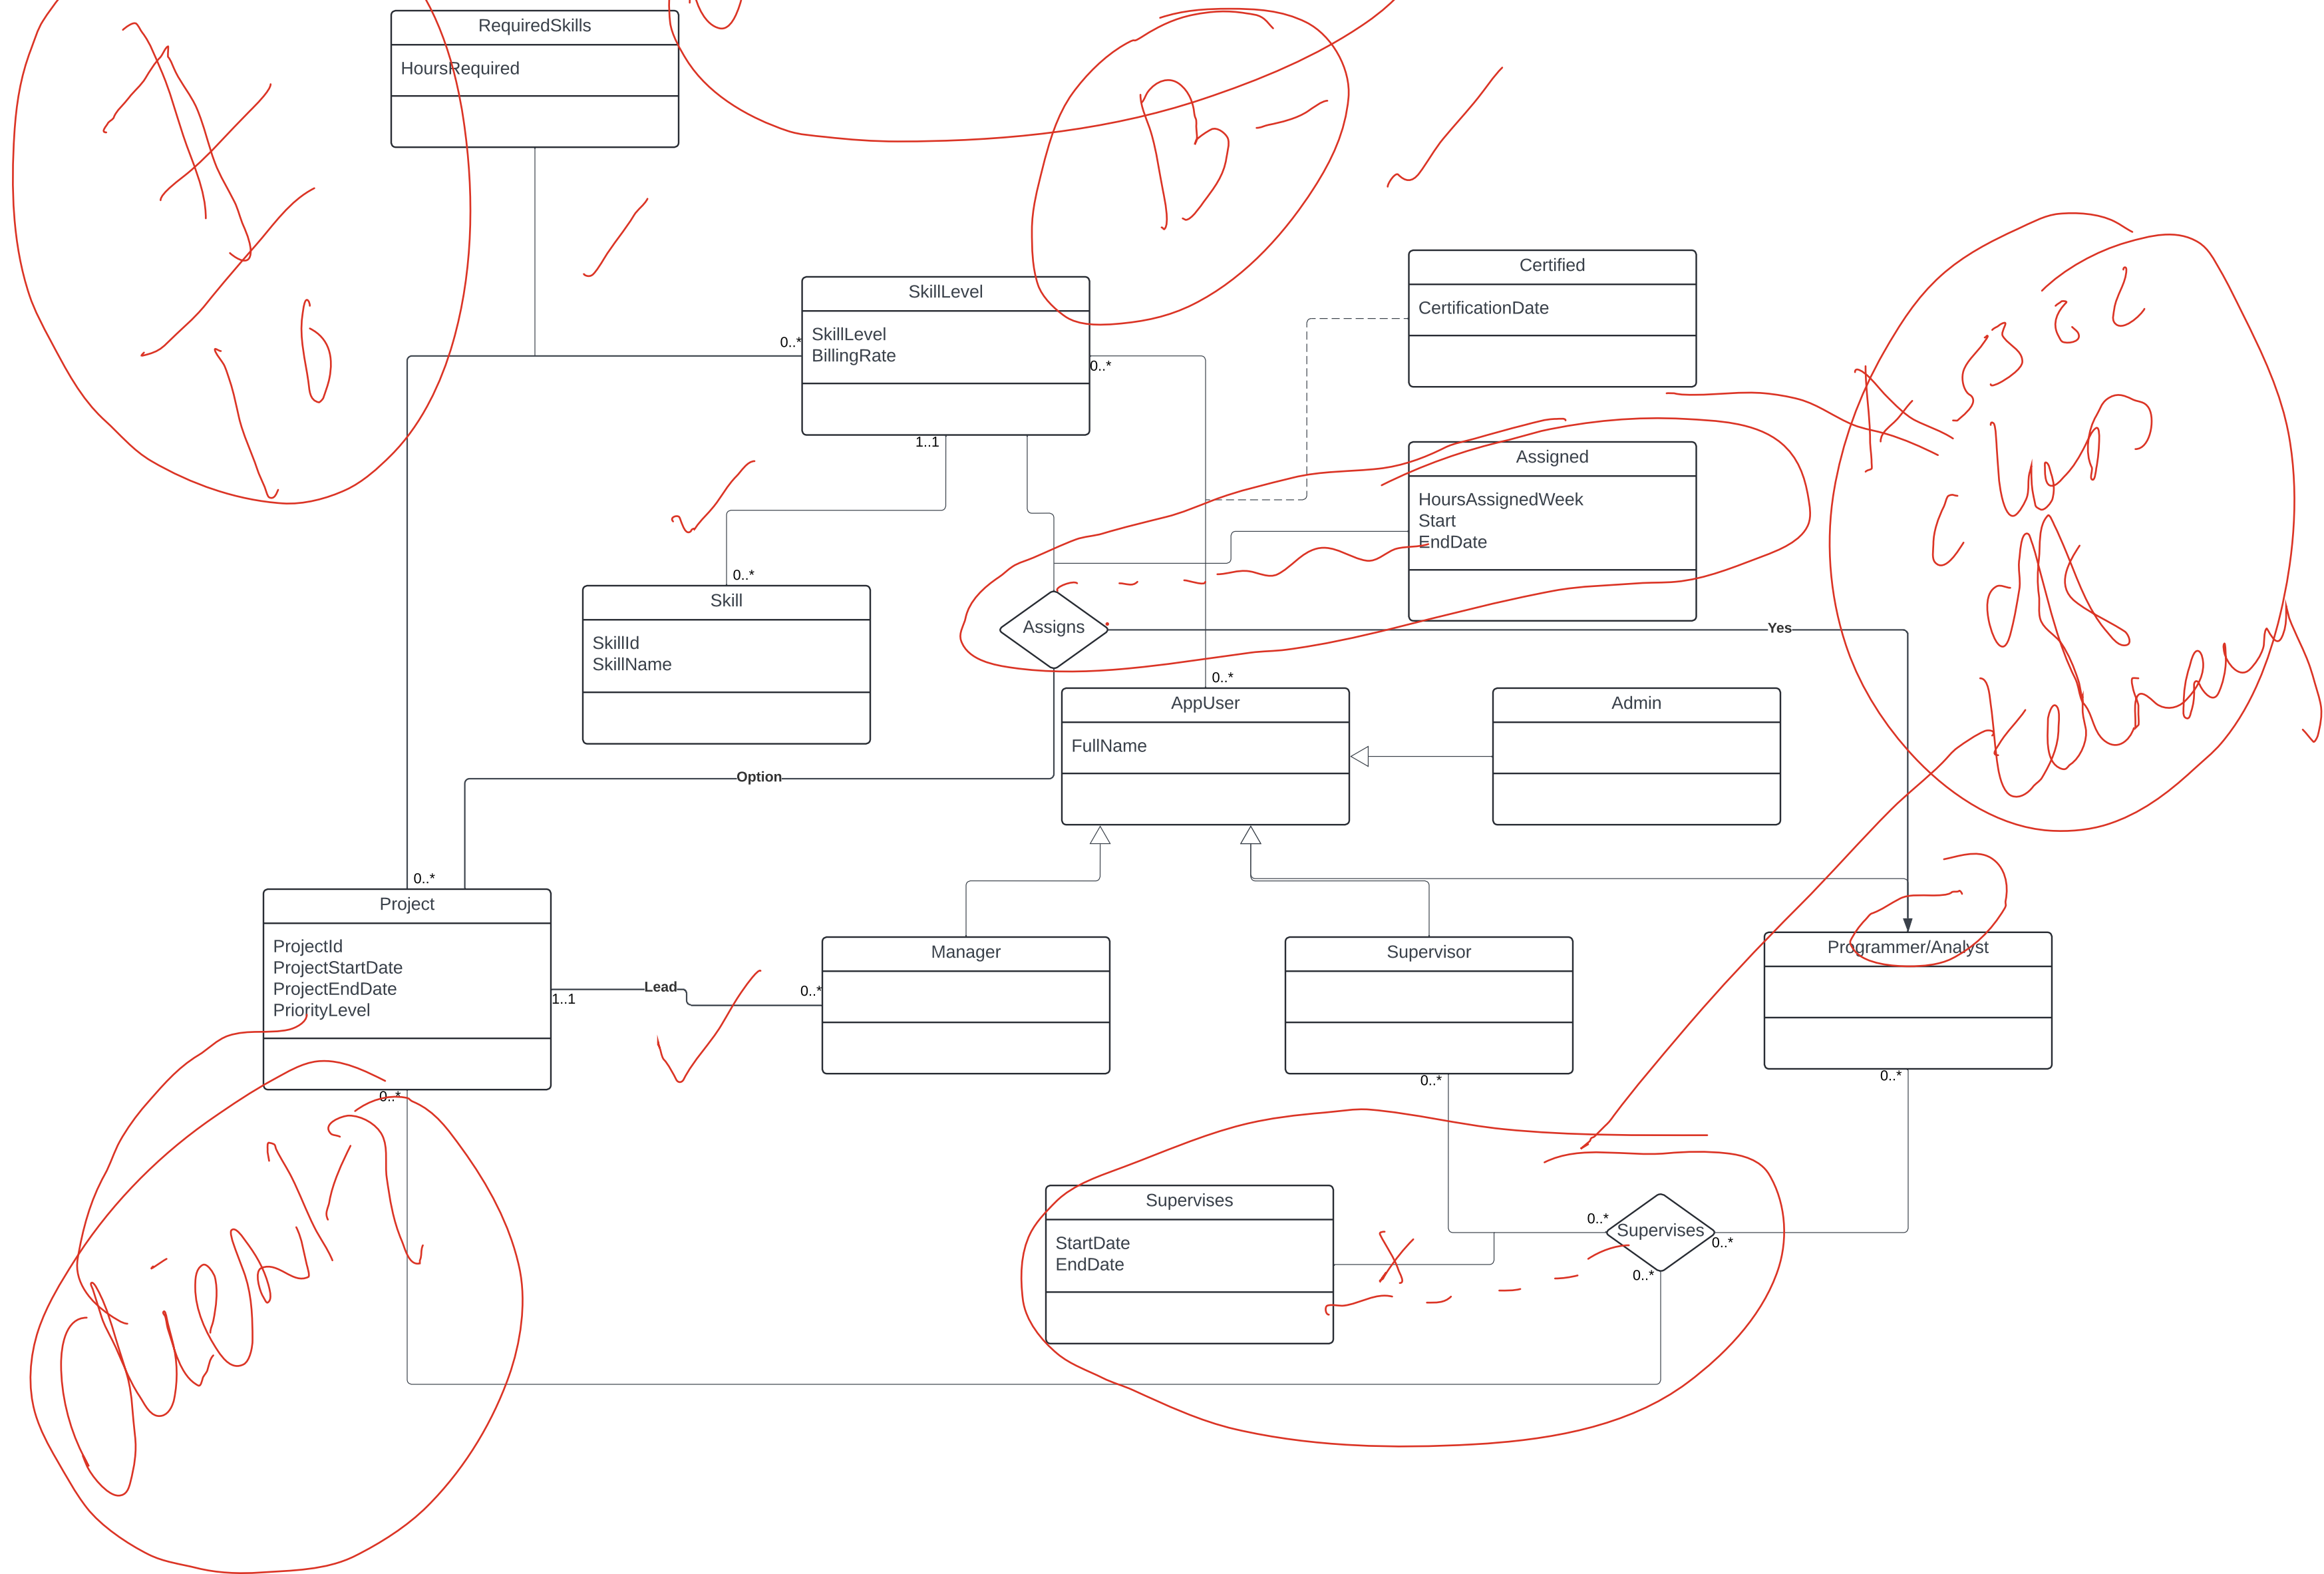 RequiredSkills
HoursRequired
B-
0..*
SkillLevel
SkillLevel
BillingRate
0..*
1..1
Certified
CertificationDate
Assigned
HoursAssignedWeek
Start
EndDate
0..*
Skill
SkillId
SkillName
Assigns
Yes
0..*
AppUser
FullName
Admin
Option
0..*
Project
ProjectId
ProjectStartDate
ProjectEndDate
PriorityLevel
1..1
Lead
0..*
Manager
Supervisor
Programmer/Analyst
0..*
0..*
0..*
Supervises
StartDate
EndDate
0..*
Supervises
0..*
0..*